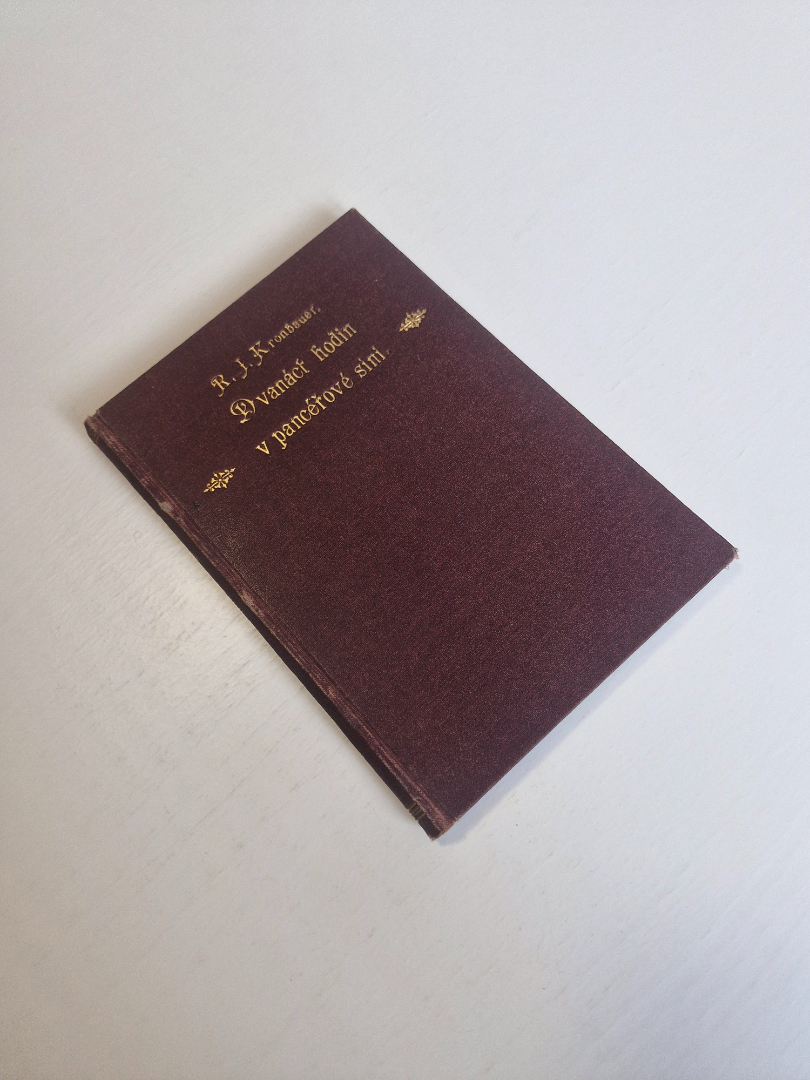 R. J. Kronbauer.
Dvanáct hodin
v pancéřové síni.